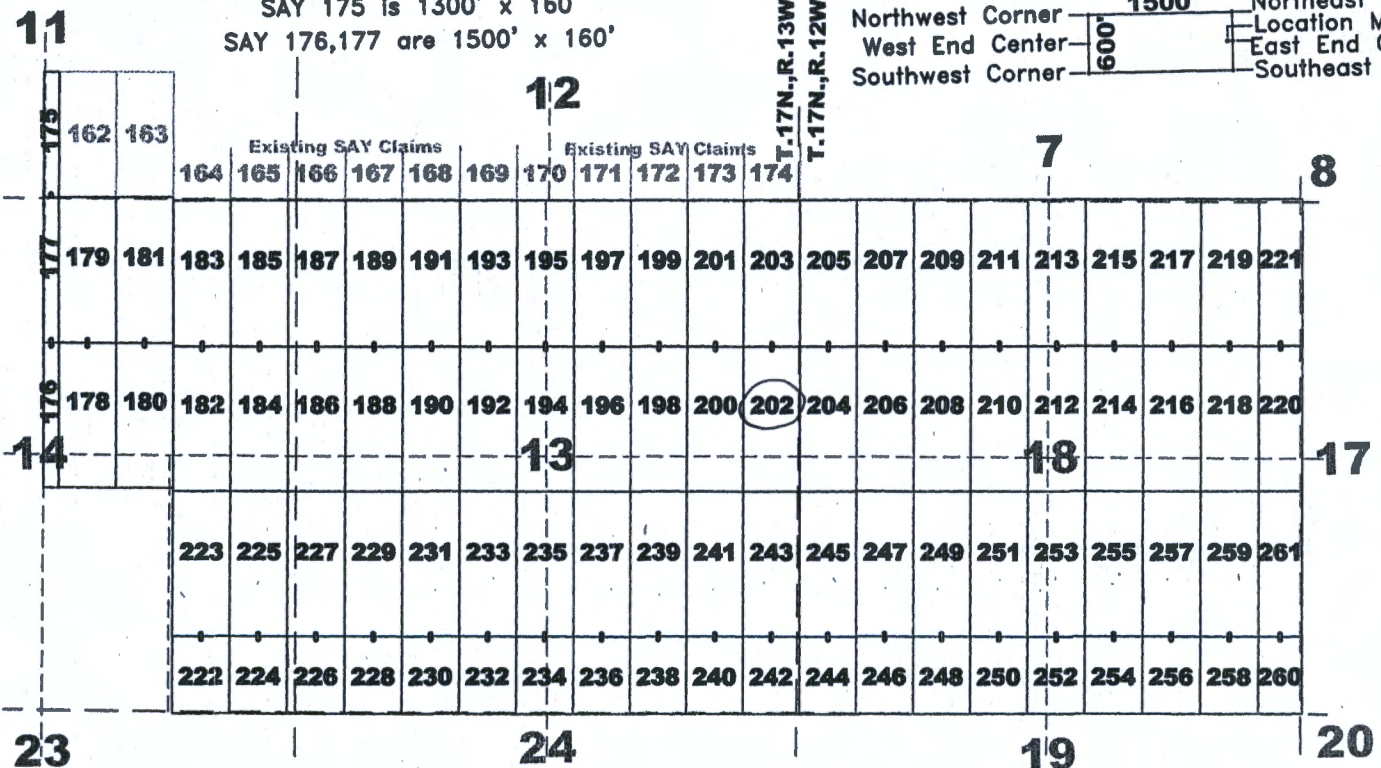 11
SAY 175 is 1300' x 160'
SAY 176,177 are 1500' x 160'
12
T.17N.,R.13W
T.17N.,R.12W
1500
600'
Northwest Corner
West End Center
Southwest Corner
Northeast
Location M
East End C
Southeast
7
8
175 162 163
Existing SAY Claims Existing SAY Claims
164 165 166 167 168 169 170 171 172 173 174
177 179 181 183 185 187 189 191 193 195 197 199 201 203 205 207 209 211 213 215 217 219 221
176 178 180 182 184 186 188 190 192 194 196 198 200 202 204 206 208 210 212 214 216 218 220
14 13 18 17
223 225 227 229 231 233 235 237 239 241 243 245 247 249 251 253 255 257 259 261
222 224 226 228 230 232 234 236 238 240 242 244 246 248 250 252 254 256 258 260
23 24 19 20